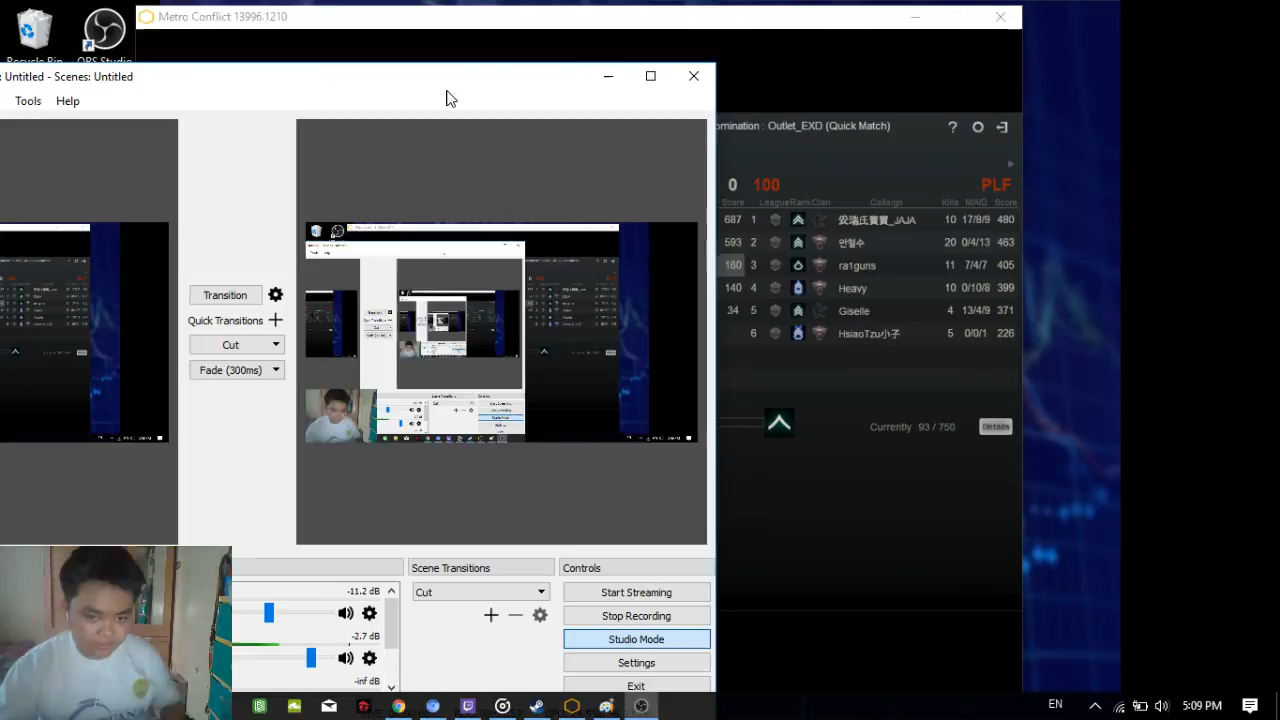 Metro Conflict 13996.1210
Recycle Bin
OBS Studio
: Untitled - Scenes: Untitled
Tools Help
omination : Outlet_EXD (Quick Match)
0 100 PLF
Score League Rank Clan Callsign Kills M/A/D Score
687 1 梁瑞氏寶寶_JAJA 10 17/8/9 480
593 2 안철수 20 0/4/13 463
160 3 ra1guns 11 7/4/7 405
140 4 Heavy 0 0/10/8 399
34 5 Giselle 4 13/4/9 371
6 HsiaoTzu小子 5 0/0/1 226
Currently 93 / 750 Details
Transition
Quick Transitions
Cut
Fade (300ms)
Scene Transitions
Controls
-11.2 dB
Cut
Start Streaming
Stop Recording
-2.7 dB
Studio Mode
Settings
-inf dB
Exit
EN 5:09 PM